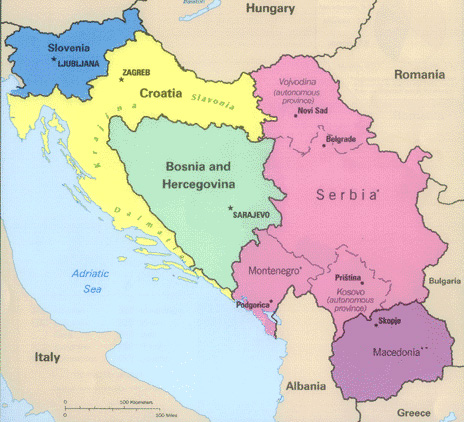 Hungary
Slovenia
LJUBLJANA
ZAGREB
Croatia
Slavonia
Krajina
Vojvodina
(autonomous
province)
Novi Sad
Romania
Belgrade
Bosnia and
Hercegovina
SARAJEVO
Serbia*
Dalmatia
Adriatic
Sea
Montenegro*
Priština
Kosovo
(autonomous
province)
Bulgaria
Podgorica
Skopje
Macedonia**
Italy
Albania
Greece
100 Kilometers
100 Miles